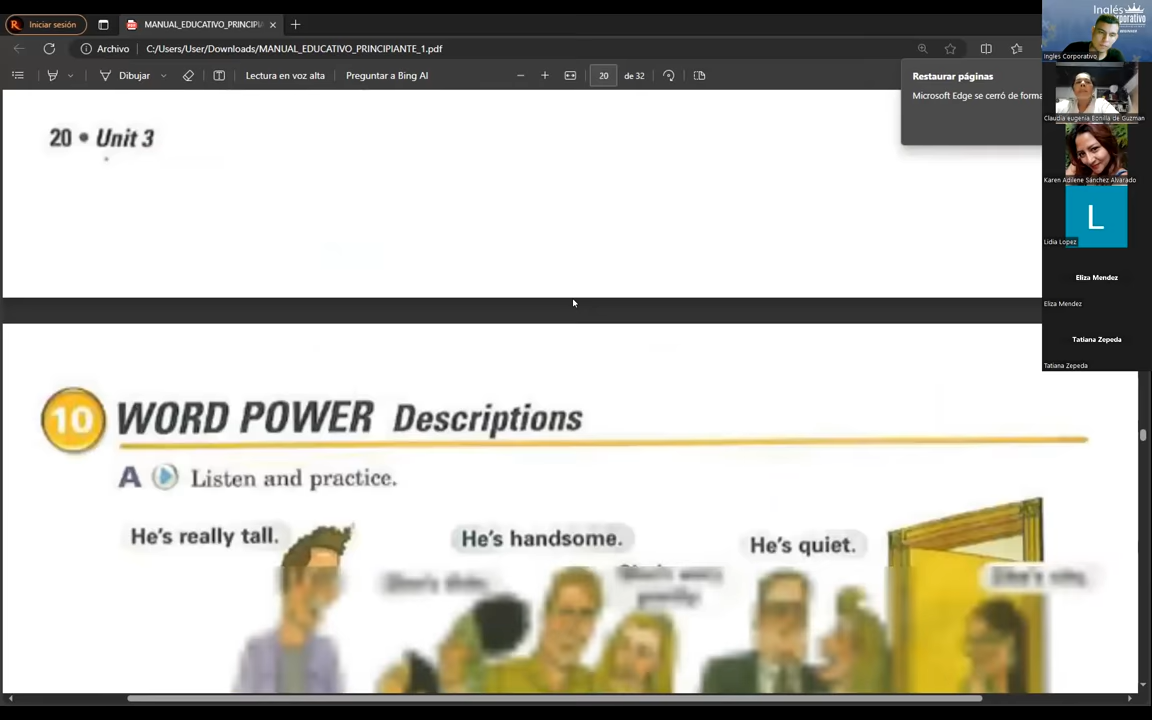 Iniciar sesión
MANUAL_EDUCATIVO_PRINCIPI
Archivo
C:/Users/User/Downloads/MANUAL_EDUCATIVO_PRINCIPIANTE_1.pdf
Dibujar
Lectura en voz alta
Preguntar a Bing AI
20
de 32
Restaurar páginas
Microsoft Edge se cerró de forma
20 • Unit 3
10 WORD POWER Descriptions
A Listen and practice.
He's really tall.
He's handsome.
He's quiet.
Inglés
Ingles Corporativo
Claudia eugenia Bonilla de Guzman
Karen Adilene Sánchez Alvarado
L
Lidia Lopez
Eliza Mendez
Eliza Mendez
Tatiana Zepeda
Tatiana Zepeda